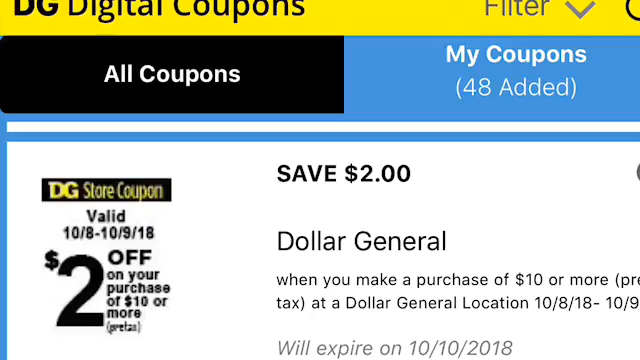 DG Digital Coupons
Filter
All Coupons
My Coupons
(48 Added)
DG Store Coupon
Valid
10/8-10/9/18
$2 OFF
on your
purchase
of $10 or
more
(pretax)
SAVE $2.00
Dollar General
when you make a purchase of $10 or more (pre
tax) at a Dollar General Location 10/8/18- 10/9
Will expire on 10/10/2018